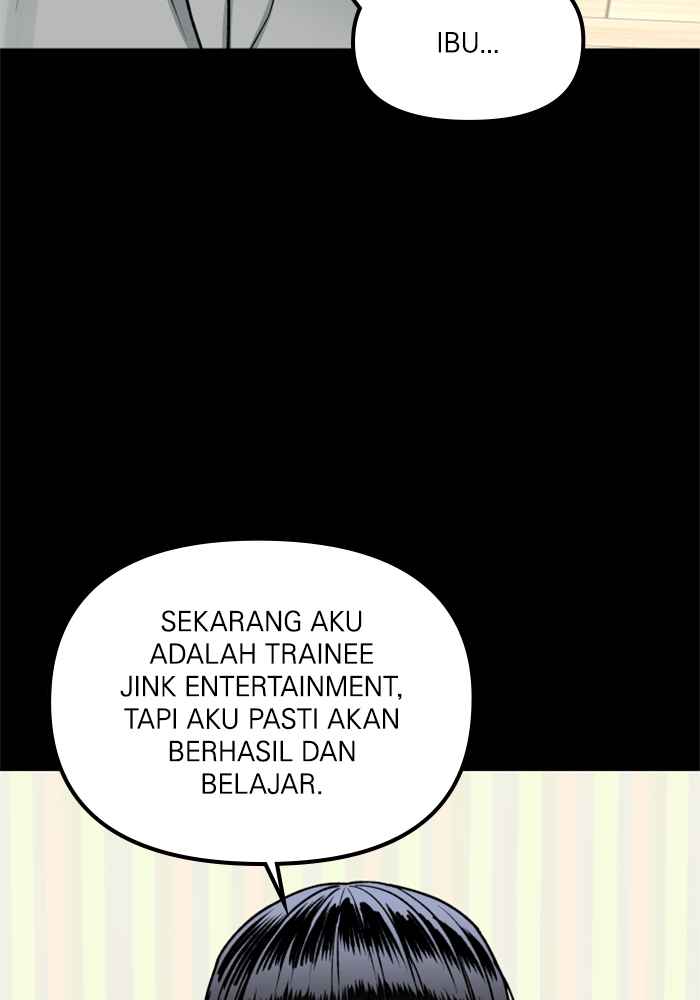 IBU...
SEKARANG AKU
ADALAH TRAINEE
JINK ENTERTAINMENT,
TAPI AKU PASTI AKAN
BERHASIL DAN
BELAJAR.